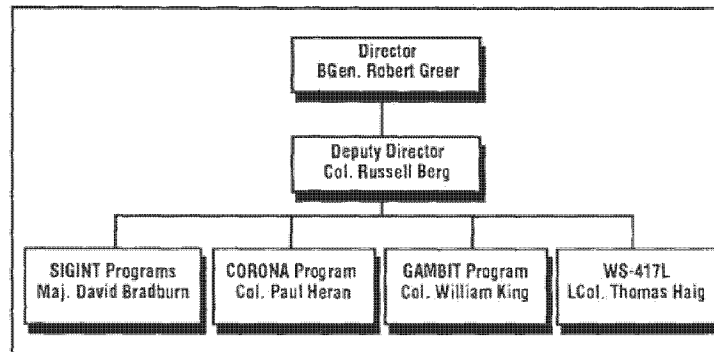 Director
BGen. Robert Greer
Deputy Director
Col. Russell Berg
SIGINT Programs
Maj. David Bradburn
CORONA Program
Col. Paul Heran
GAMBIT Program
Col. William King
WS-417L
LCol. Thomas Haig